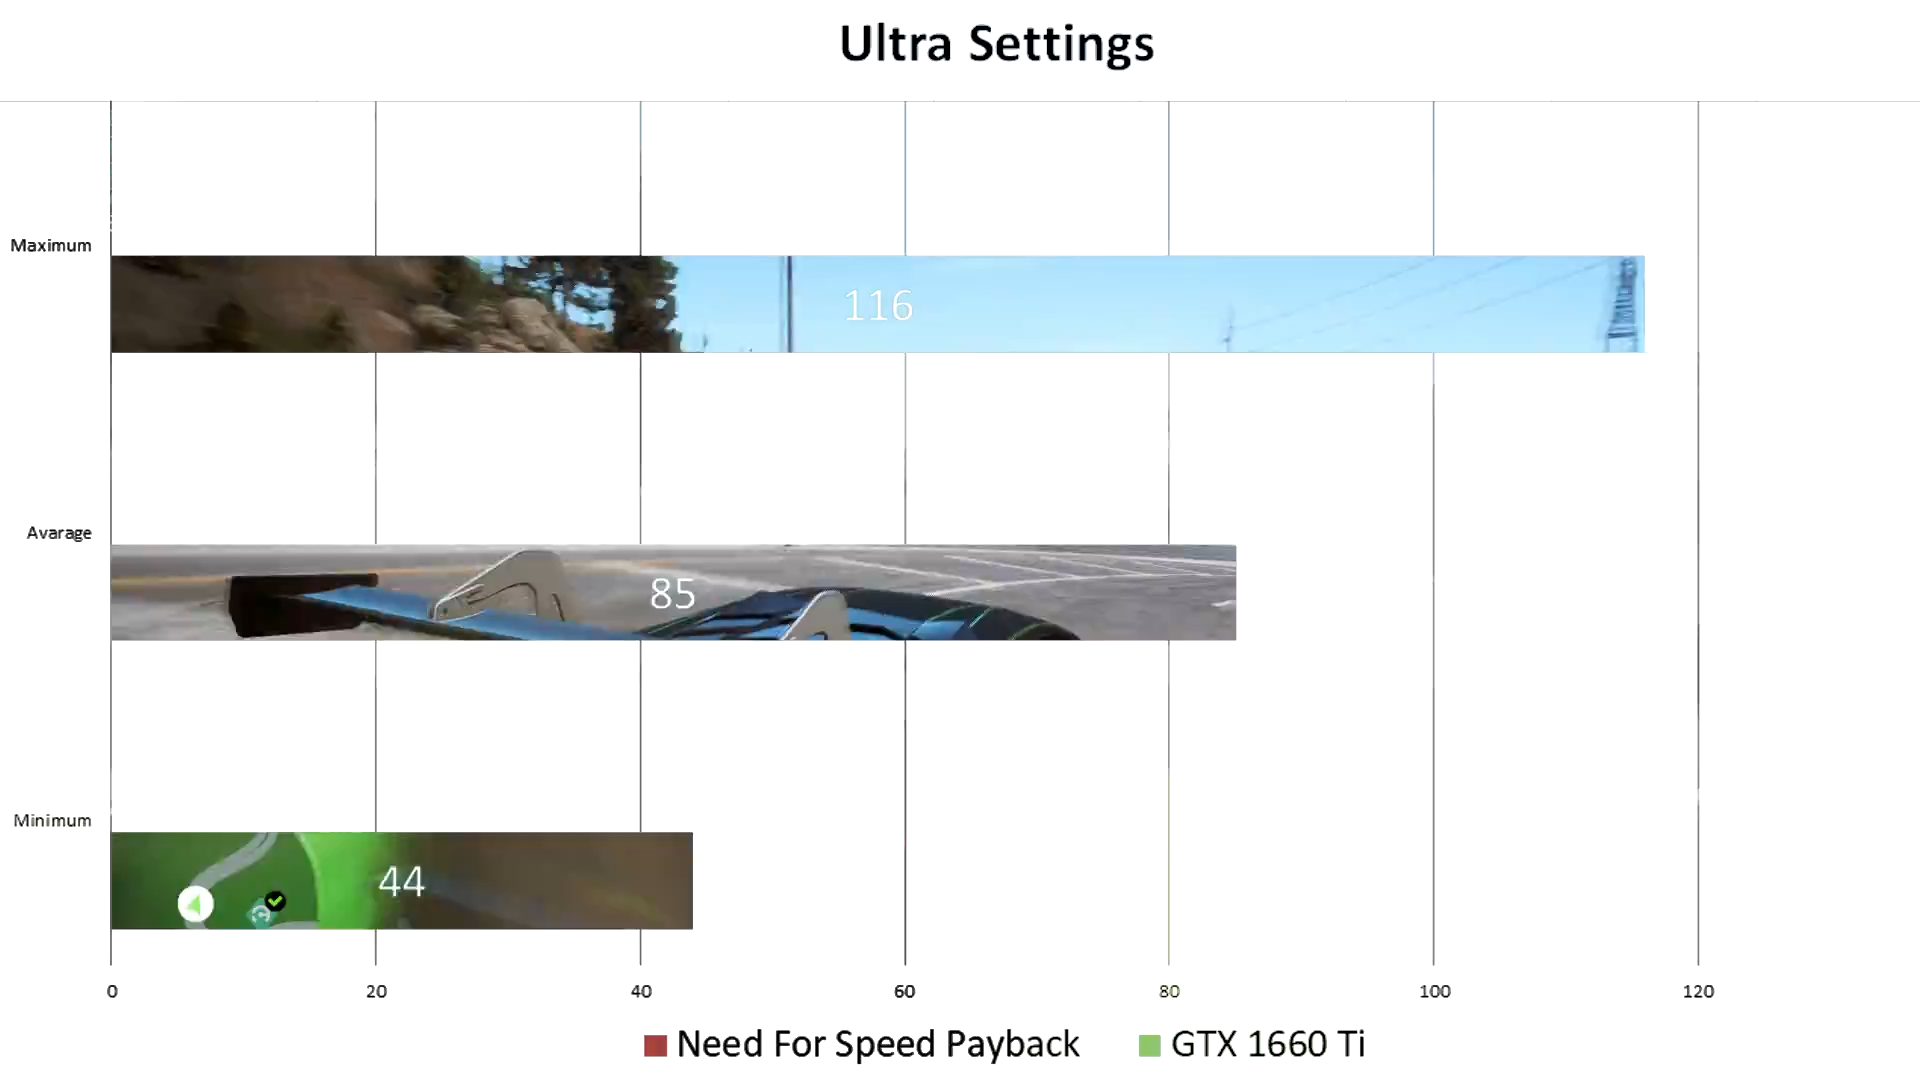 Ultra Settings
Maximum
116
Avarage
85
Minimum
44
0 20 40 60 80 100 120
Need For Speed Payback GTX 1660 Ti